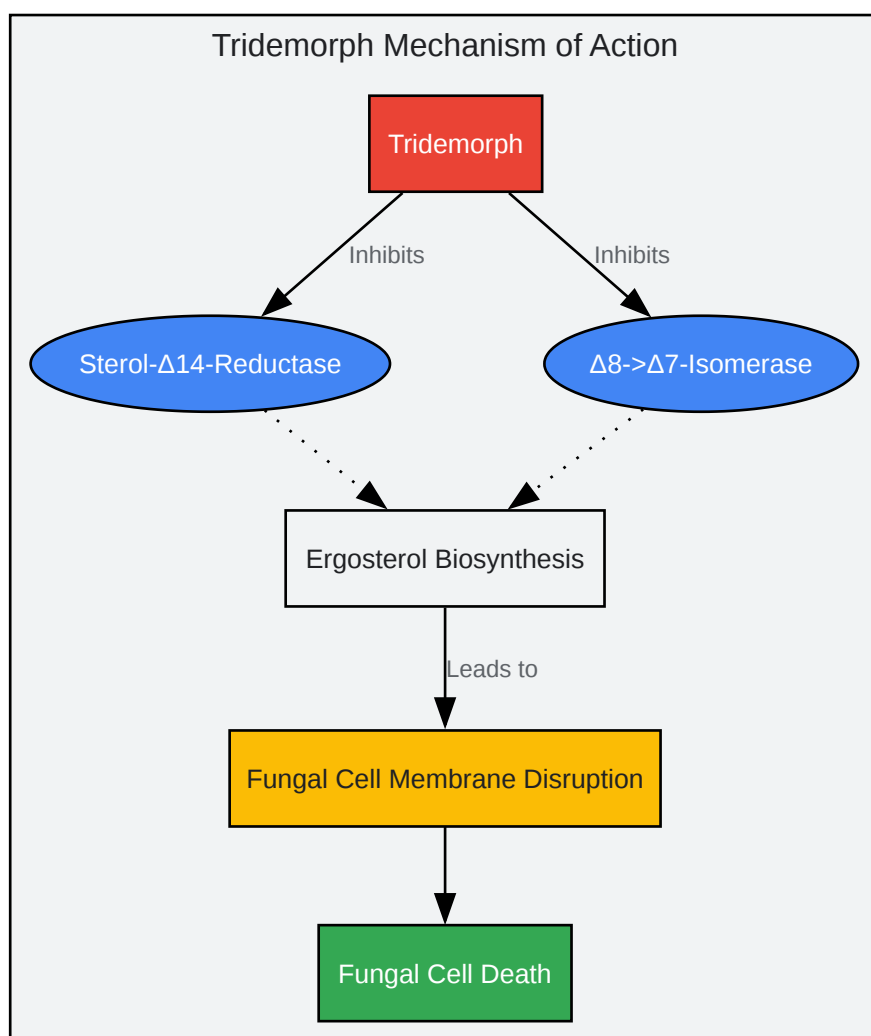 Tridemorph Mechanism of Action
Tridemorph
Inhibits
Inhibits
Sterol-Δ14-Reductase
Δ8->Δ7-Isomerase
Ergosterol Biosynthesis
Leads to
Fungal Cell Membrane Disruption
Fungal Cell Death